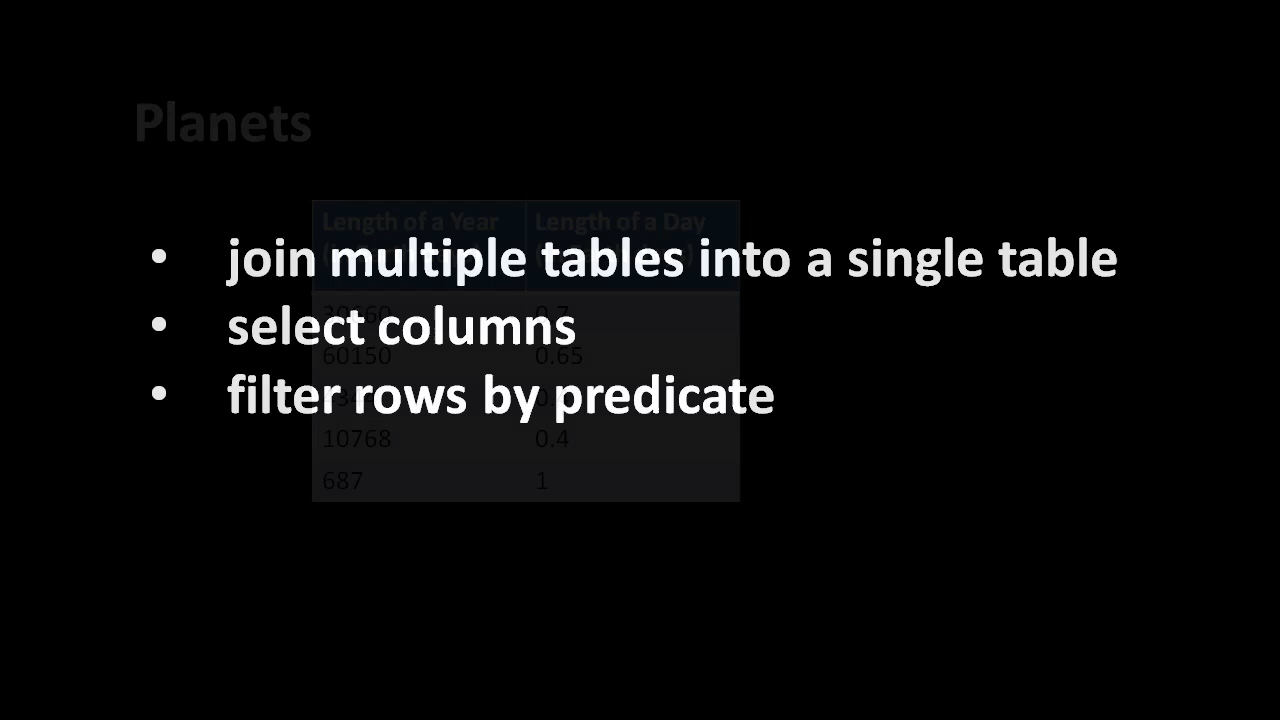 Planets
Length of a Year Length of a Day
• join multiple tables into a single table
• select columns
60150 0.65
• filter rows by predicate
10768 0.4
687 1